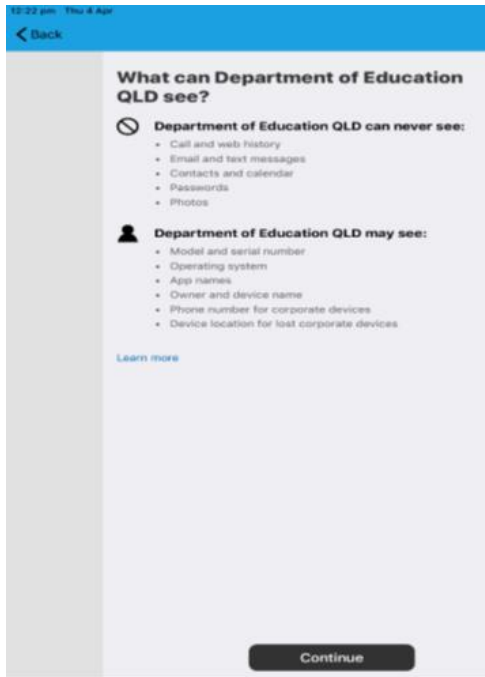 12:22 pm Thu 4 Apr
Back
What can Department of Education
QLD see?
Department of Education QLD can never see:
• Call and web history
• Email and text messages
• Contacts and calendar
• Passwords
• Photos
Department of Education QLD may see:
• Model and serial number
• Operating system
• App names
• Owner and device name
• Phone number for corporate devices
• Device location for lost corporate devices
Learn more
Continue